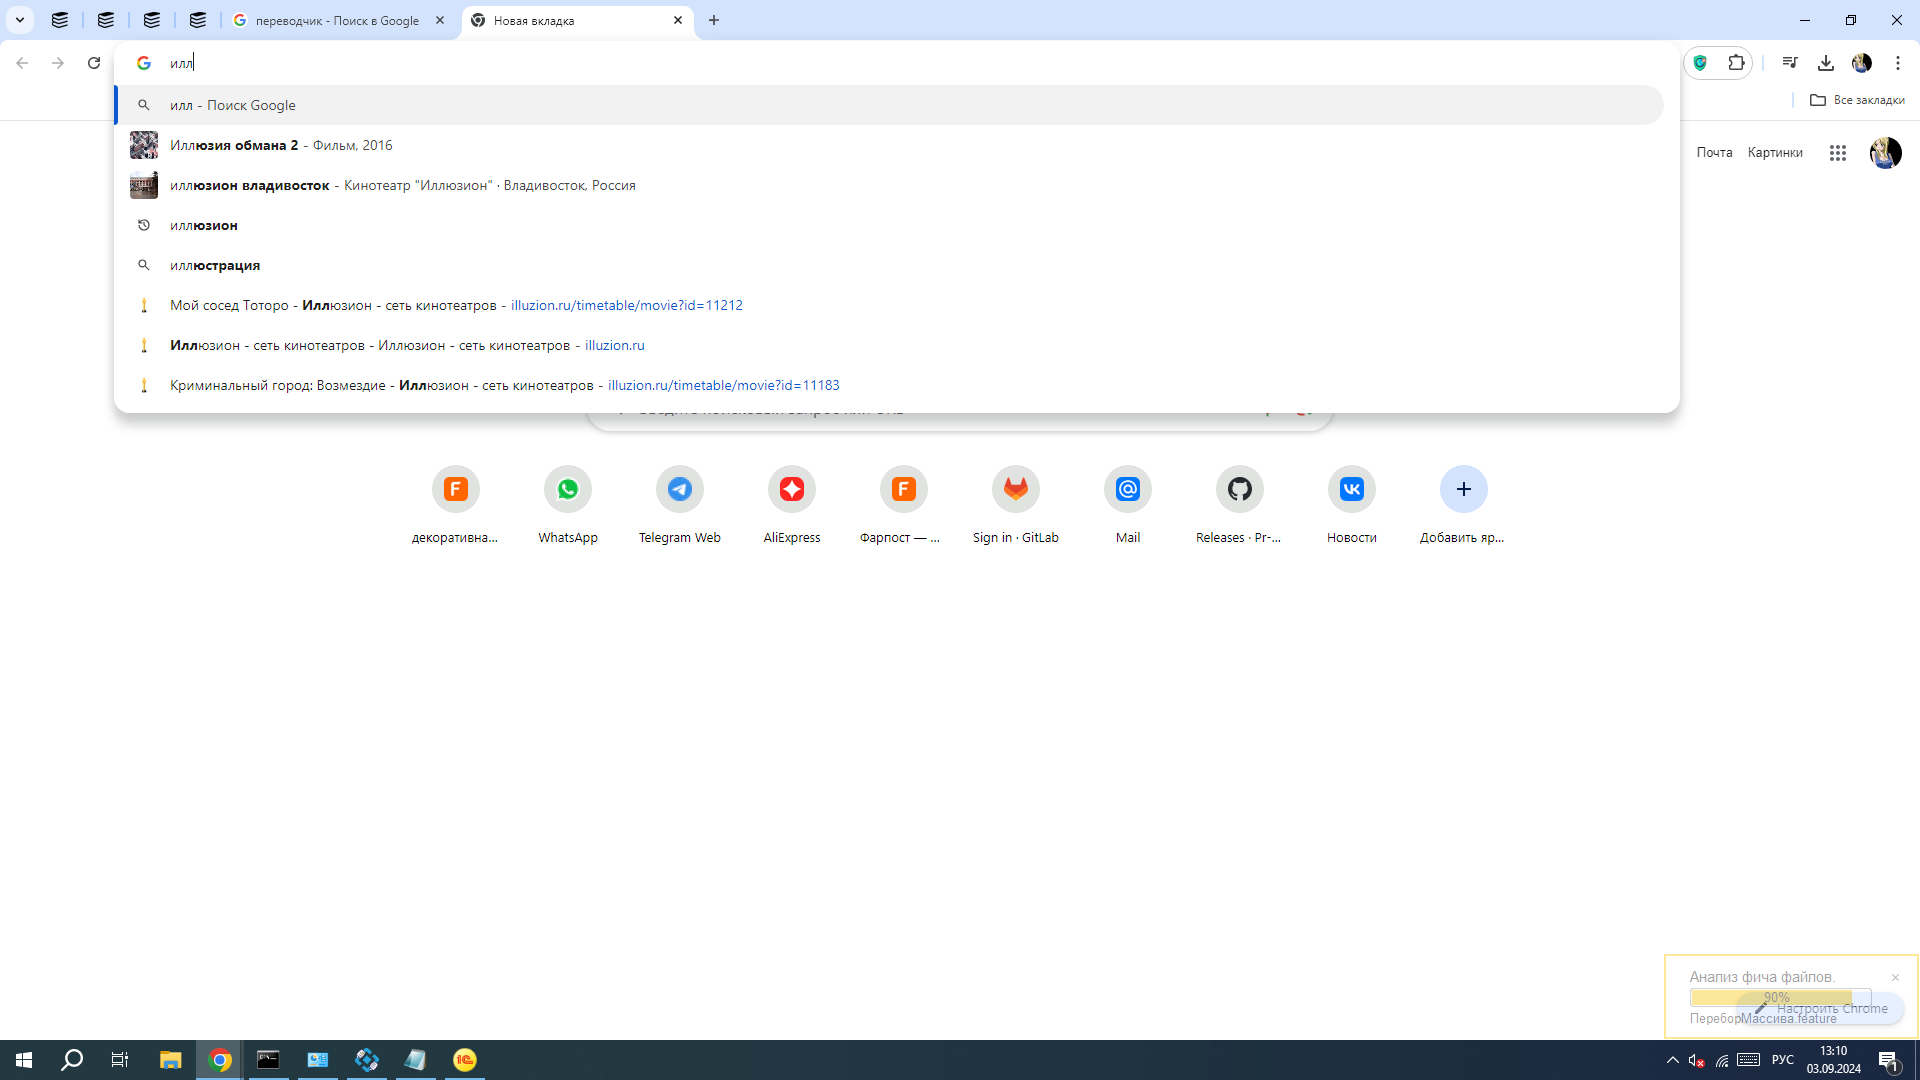 переводчик - Поиск в Google
Новая вкладка
илл
илл - Поиск Google
Все закладки
Иллюзия обмана 2 - Фильм, 2016
Почта
Картинки
иллюзион владивосток - Кинотеатр "Иллюзион" · Владивосток, Россия
иллюзион
иллюстрация
Мой сосед Тоторо - Иллюзион - сеть кинотеатров - illuzion.ru/timetable/movie?id=11212
Иллюзион - сеть кинотеатров - Иллюзион - сеть кинотеатров - illuzion.ru
Криминальный город: Возмездие - Иллюзион - сеть кинотеатров - illuzion.ru/timetable/movie?id=11183
декоративна...
WhatsApp
Telegram Web
AliExpress
Фарпост — ...
Sign in · GitLab
Mail
Releases · Pr-...
Новости
Добавить яр...
Анализ фича файлов.
90%
Настроить Chrome
ПереборМассива.feature
РУС
13:10
03.09.2024
1